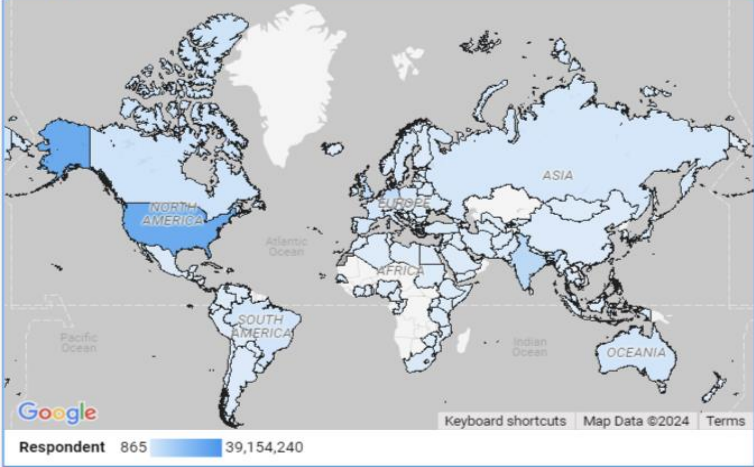 ASIA
NORTH
AMERICA
EUROPE
Atlantic
Ocean
AFRICA
SOUTH
AMERICA
Pacific
Ocean
Indian
Ocean
OCEANIA
Google
Keyboard shortcuts Map Data ©2024 Terms
Respondent 865 39,154,240